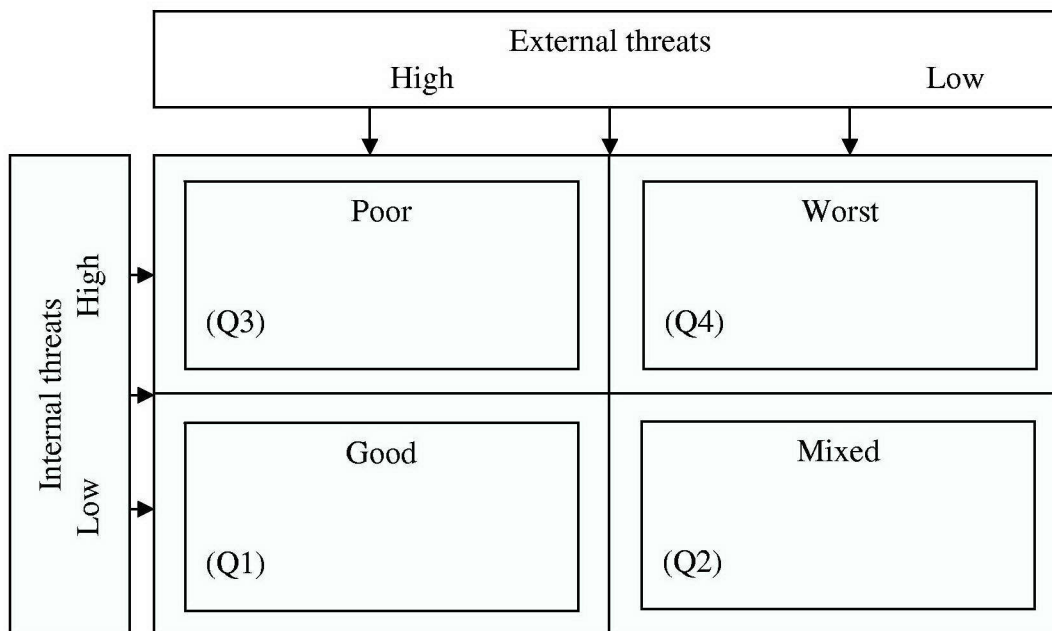 External threats
High Low
Internal threats
High
Low
Poor
(Q3)
Worst
(Q4)
Good
(Q1)
Mixed
(Q2)